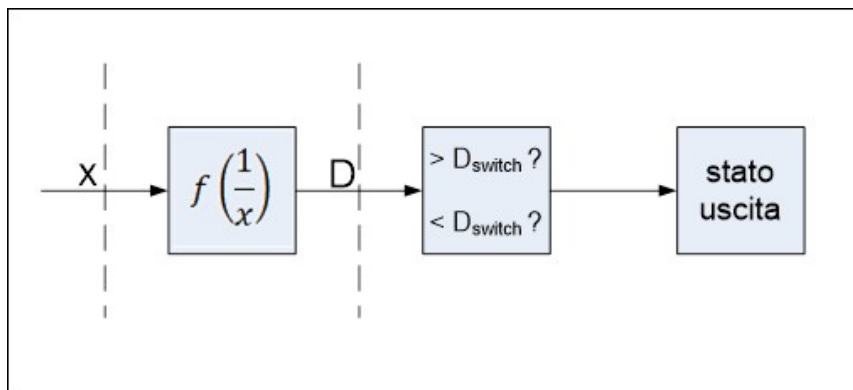 X
f(1/x)
D
> Dswitch ?
< Dswitch ?
stato
uscita